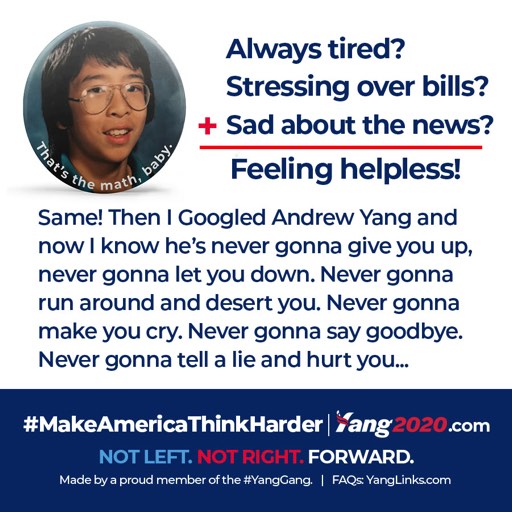 That's the math, baby.
Always tired?
Stressing over bills?
+ Sad about the news?
Feeling helpless!
Same! Then I Googled Andrew Yang and
now I know he's never gonna give you up,
never gonna let you down. Never gonna
run around and desert you. Never gonna
make you cry. Never gonna say goodbye.
Never gonna tell a lie and hurt you...
#MakeAmericaThinkHarder | Yang2020.com
NOT LEFT. NOT RIGHT. FORWARD.
Made by a proud member of the #YangGang. | FAQs: YangLinks.com